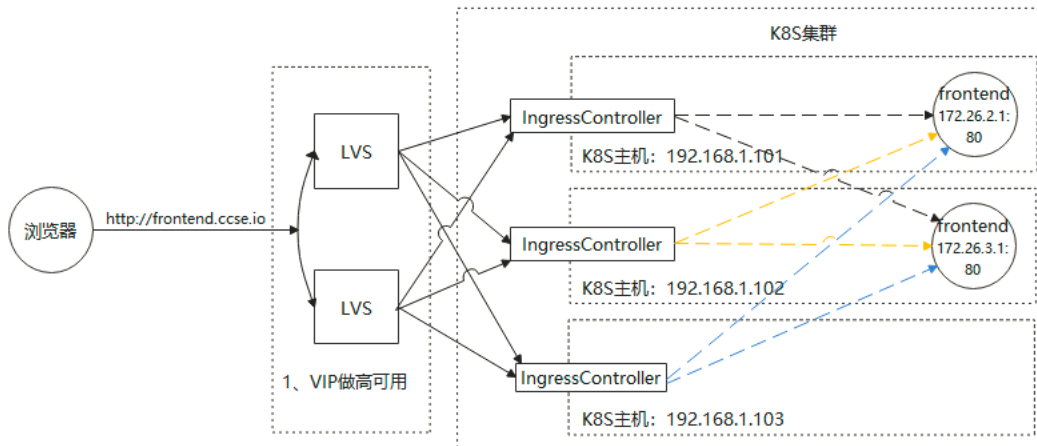 K8S集群
frontend
172.26.2.1:
80
IngressController
K8S主机：192.168.1.101
LVS
http://frontend.ccse.io
浏览器
frontend
172.26.3.1:
80
IngressController
K8S主机：192.168.1.102
LVS
IngressController
1、VIP做高可用
K8S主机：192.168.1.103